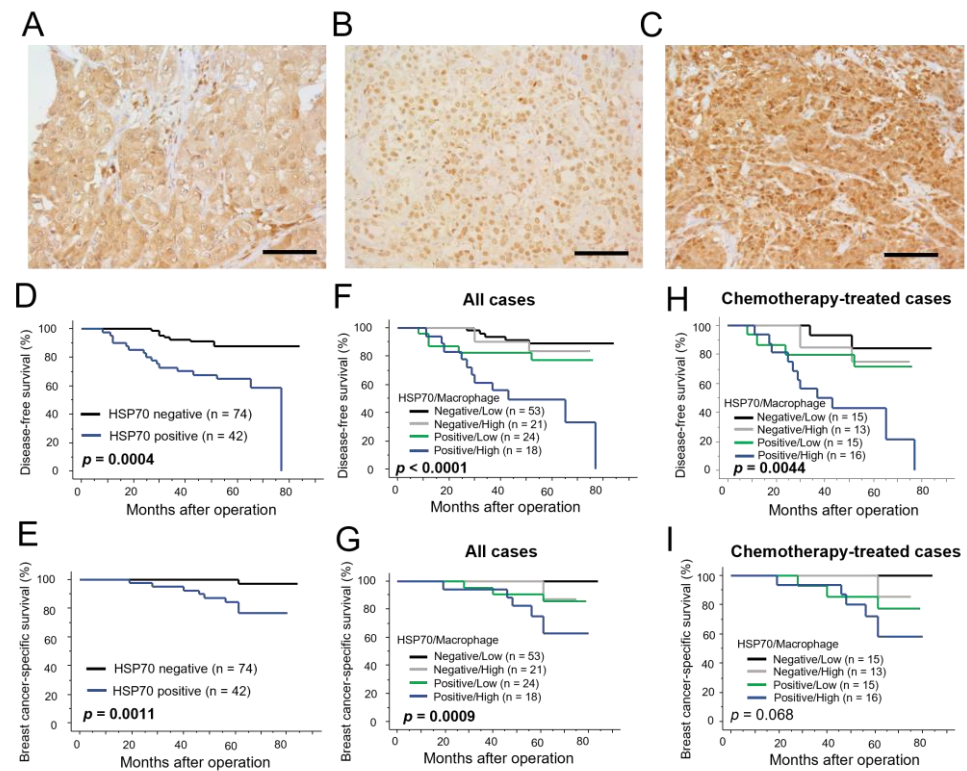 A
B
C
D
Disease-free survival (%)
100
80
60
40
20
0
HSP70 negative (n = 74)
HSP70 positive (n = 42)
p = 0.0004
0 20 40 60 80
Months after operation
F
All cases
Disease-free survival (%)
100
80
60
40
20
0
HSP70/Macrophage
Negative/Low (n = 53)
Negative/High (n = 21)
Positive/Low (n = 24)
Positive/High (n = 18)
p < 0.0001
0 20 40 60 80
Months after operation
H
Chemotherapy-treated cases
Disease-free survival (%)
100
80
60
40
20
0
HSP70/Macrophage
Negative/Low (n = 15)
Negative/High (n = 13)
Positive/Low (n = 15)
Positive/High (n = 16)
p = 0.0044
0 20 40 60 80
Months after operation
E
Breast cancer-specific survival (%)
100
80
60
40
20
0
HSP70 negative (n = 74)
HSP70 positive (n = 42)
p = 0.0011
0 20 40 60 80
Months after operation
G
All cases
Breast cancer-specific survival (%)
100
80
60
40
20
0
HSP70/Macrophage
Negative/Low (n = 53)
Negative/High (n = 21)
Positive/Low (n = 24)
Positive/High (n = 18)
p = 0.0009
0 20 40 60 80
Months after operation
I
Chemotherapy-treated cases
Breast cancer-specific survival (%)
100
80
60
40
20
0
HSP70/Macrophage
Negative/Low (n = 15)
Negative/High (n = 13)
Positive/Low (n = 15)
Positive/High (n = 16)
p = 0.068
0 20 40 60 80
Months after operation